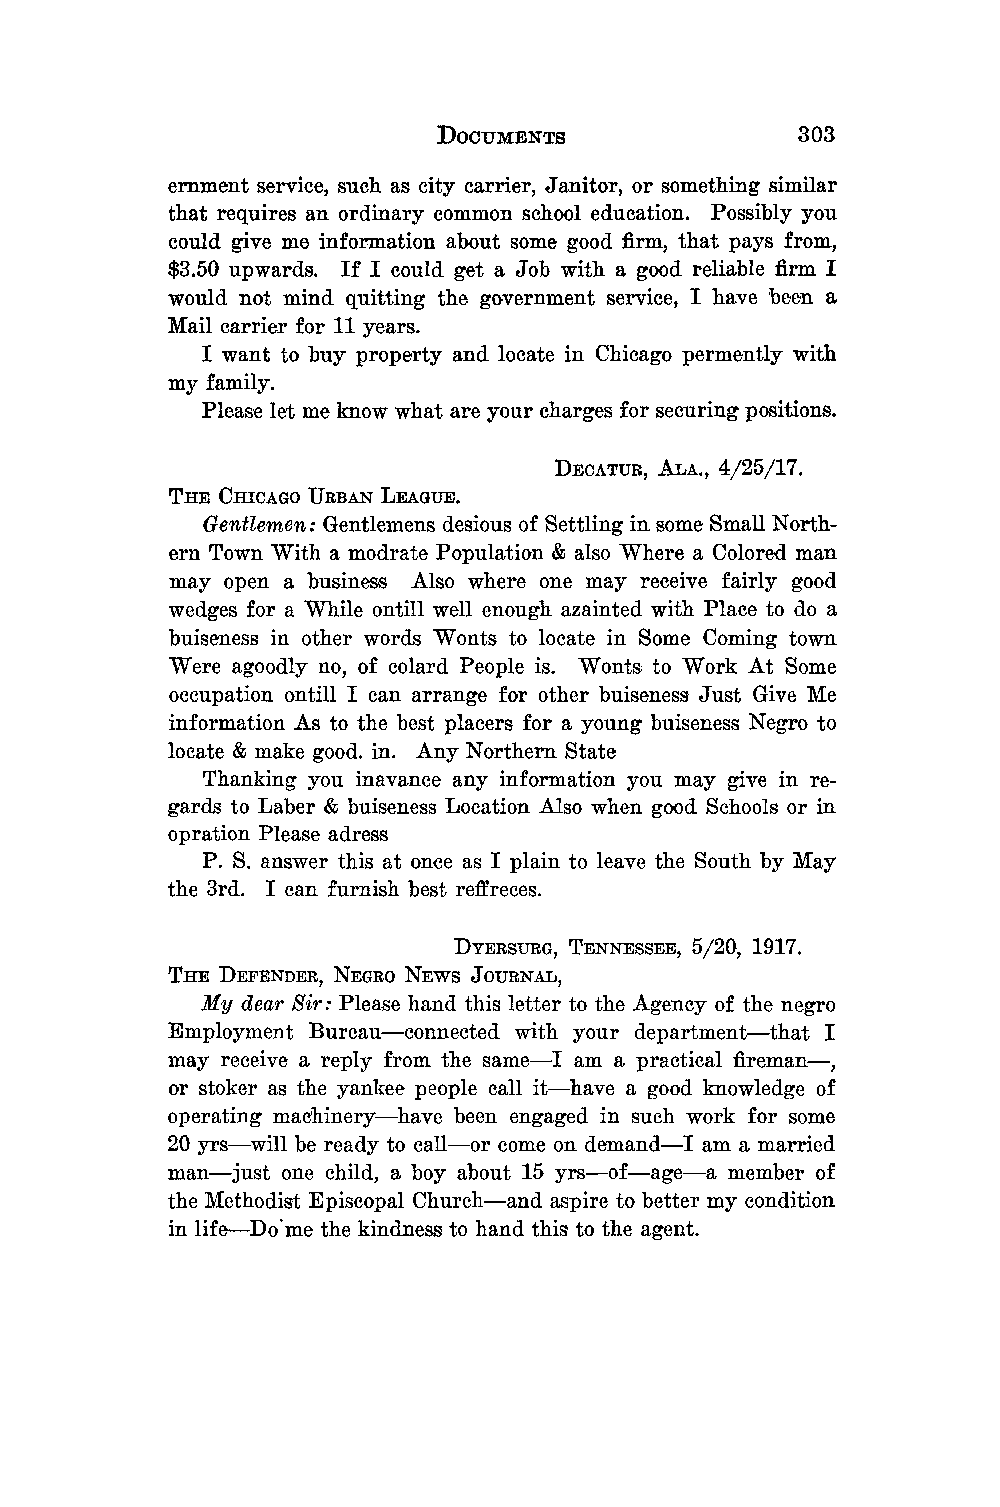 DOCUMENTS 303
ernment service, such as city carrier, Janitor, or something similar
that requires an ordinary common school education. Possibly you
could give me information about some good firm, that pays from,
$3.50 upwards. If I could get a Job with a good reliable firm I
would not mind quitting the government service, I have been a
Mail carrier for 11 years.
I want to buy property and locate in Chicago permently with
my family.
Please let me know what are your charges for securing positions.
DECATUR, ALA., 4/25/17.
THE CHICAGO URBAN LEAGUE.
Gentlemen: Gentlemens desious of Settling in some Small North-
ern Town With a modrate Population & also Where a Colored man
may open a business Also where one may receive fairly good
wedges for a While ontill well enough azainted with Place to do a
buiseness in other words Wonts to locate in Some Coming town
Were agoodly no, of colard People is. Wonts to Work At Some
occupation ontill I can arrange for other buiseness Just Give Me
information As to the best placers for a young buiseness Negro to
locate & make good. in. Any Northern State
Thanking you inavance any information you may give in re-
gards to Laber & buiseness Location Also when good Schools or in
opration Please adress
P. S. answer this at once as I plain to leave the South by May
the 3rd. I can furnish best reffreces.
DYERSURG, TENNESSEE, 5/20, 1917.
THE DEFENDER, NEGRO NEWS JOURNAL,
My dear Sir: Please hand this letter to the Agency of the negro
Employment Bureau—connected with your department—that I
may receive a reply from the same—I am a practical fireman—,
or stoker as the yankee people call it—have a good knowledge of
operating machinery—have been engaged in such work for some
20 yrs—will be ready to call—or come on demand—I am a married
man—just one child, a boy about 15 yrs—of—age—a member of
the Methodist Episcopal Church—and aspire to better my condition
in life—Do me the kindness to hand this to the agent.